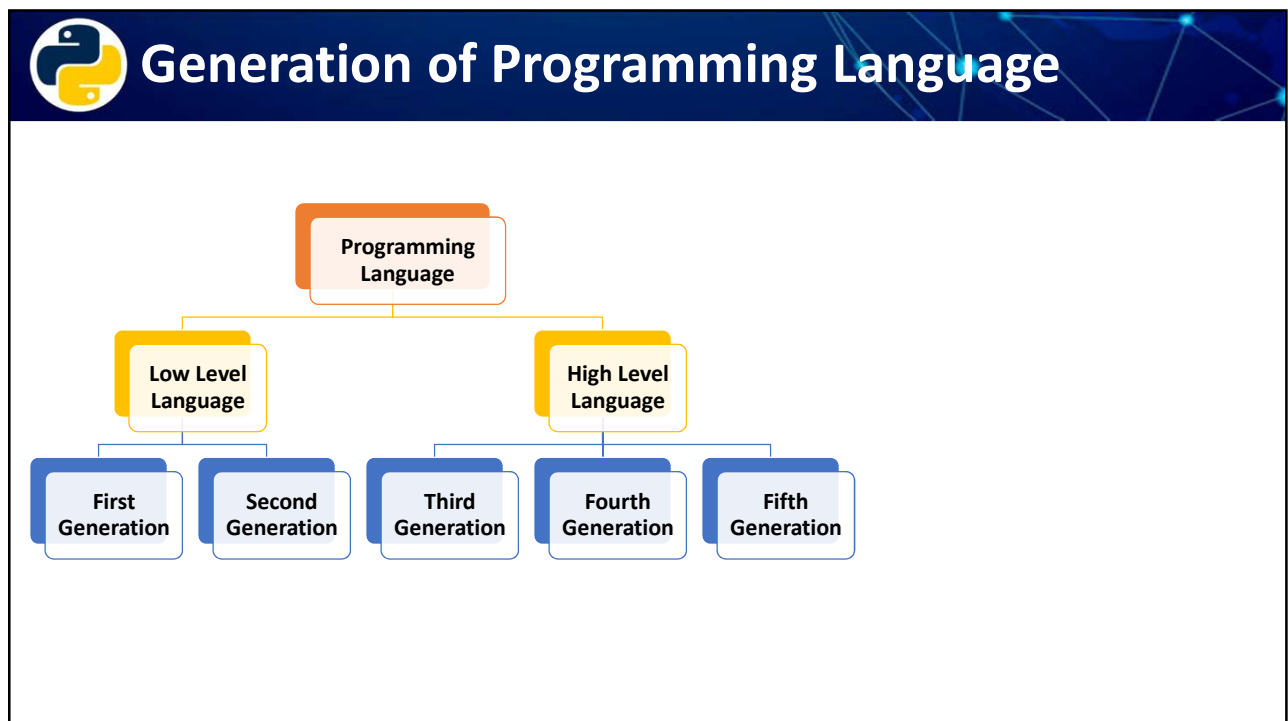 Generation of Programming Language
Programming
Language
Low Level
Language
High Level
Language
First
Generation
Second
Generation
Third
Generation
Fourth
Generation
Fifth
Generation